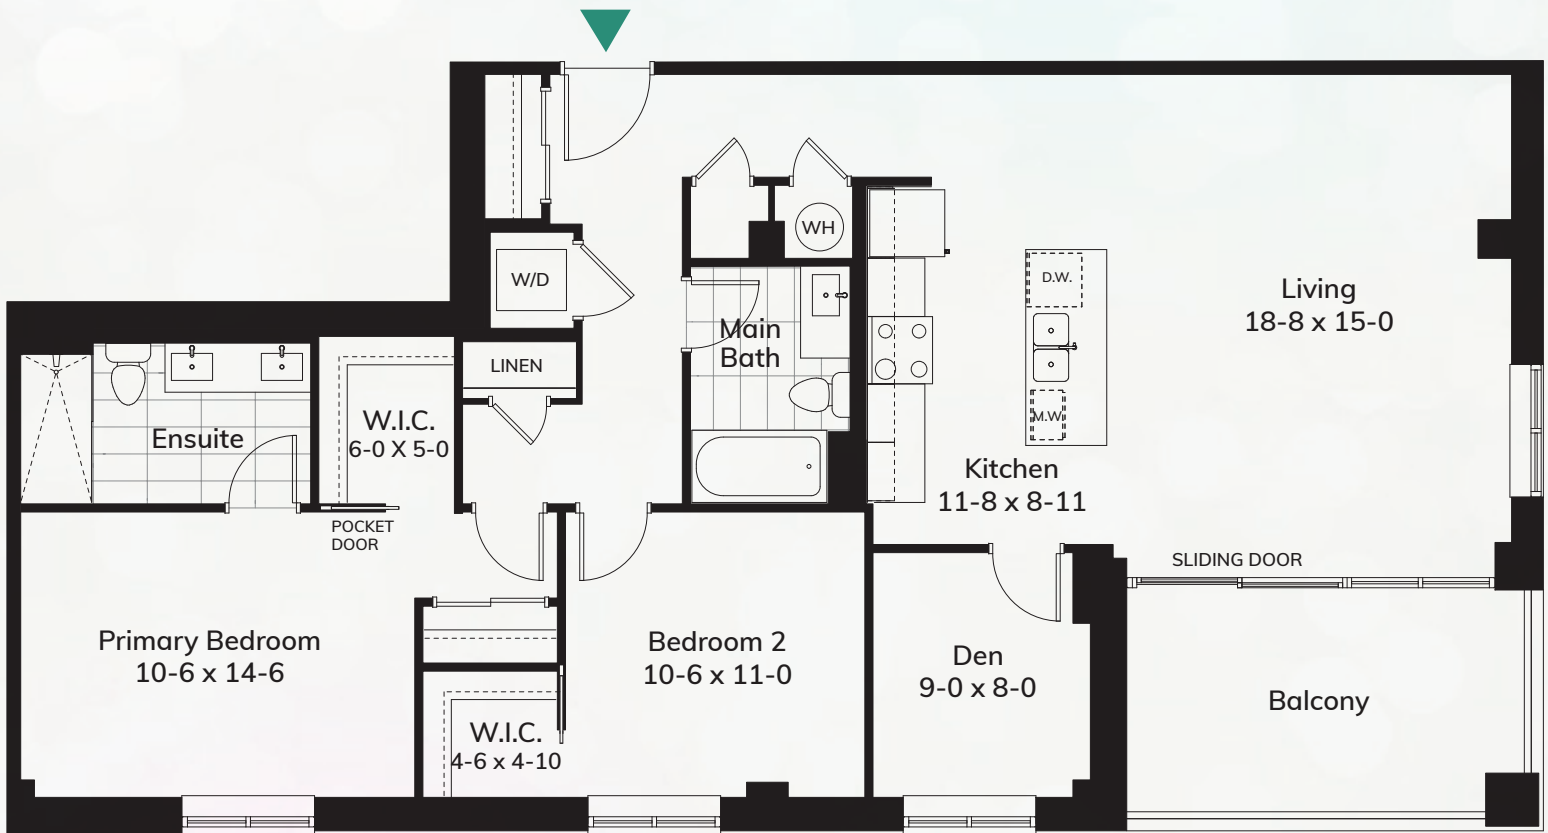 WH
W/D
D.W.
Living
18-8 x 15-0
Main
Bath
LINEN
W.I.C.
6-0 X 5-0
M.W.
Ensuite
Kitchen
11-8 x 8-11
POCKET
DOOR
SLIDING DOOR
Primary Bedroom
10-6 x 14-6
Bedroom 2
10-6 x 11-0
Den
9-0 x 8-0
Balcony
W.I.C.
4-6 x 4-10